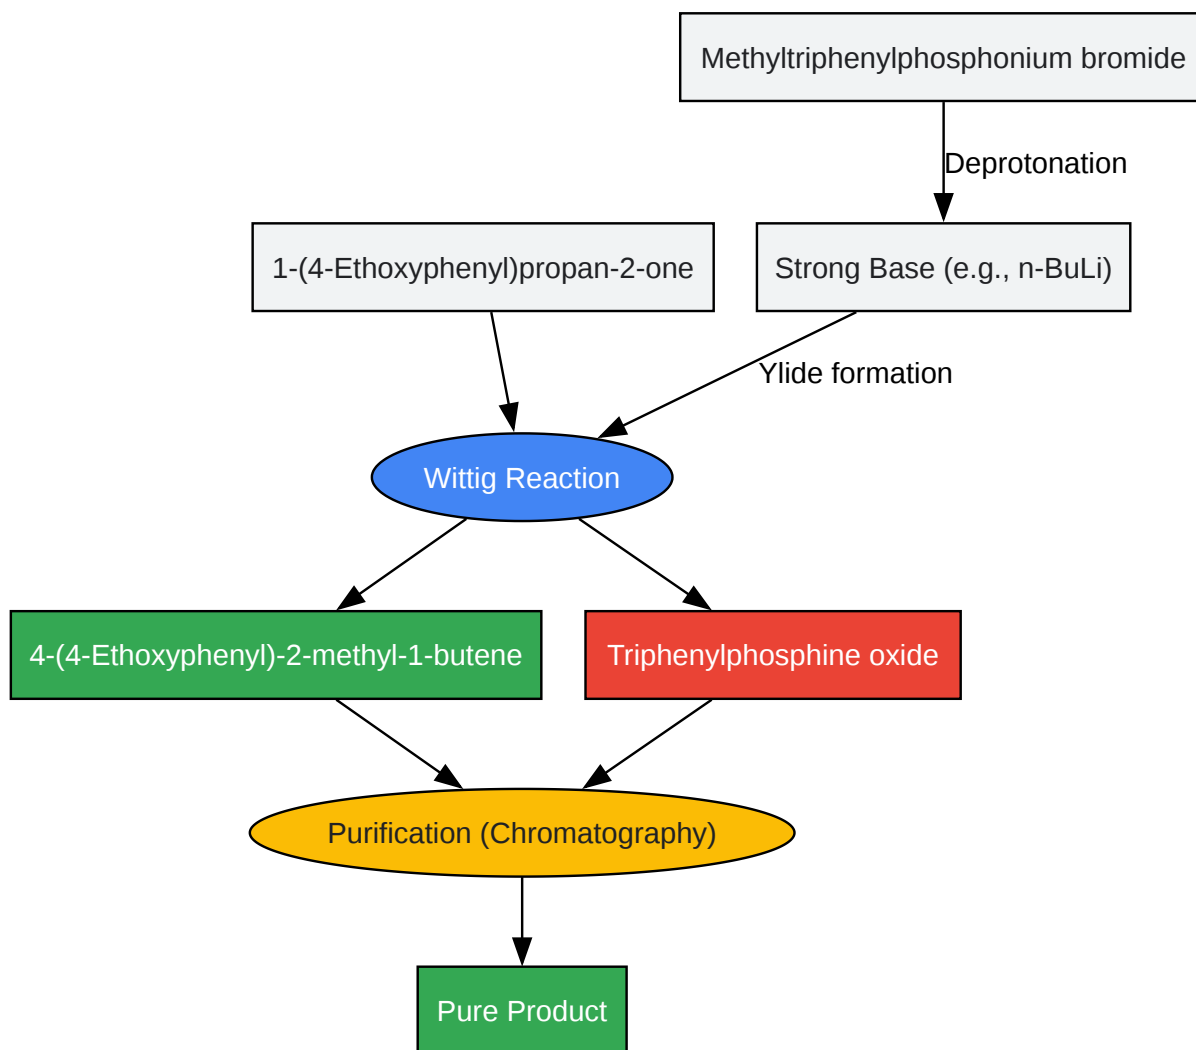 Methyltriphenylphosphonium bromide
Deprotonation
1-(4-Ethoxyphenyl)propan-2-one
Strong Base (e.g., n-BuLi)
Ylide formation
Wittig Reaction
4-(4-Ethoxyphenyl)-2-methyl-1-butene
Triphenylphosphine oxide
Purification (Chromatography)
Pure Product